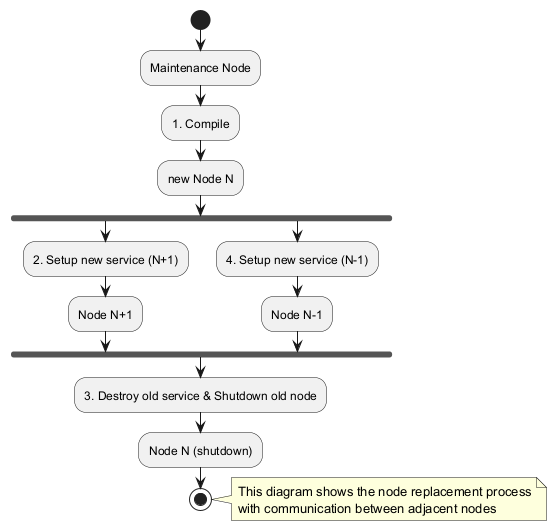 Maintenance Node
1. Compile
new Node N
2. Setup new service (N+1)
4. Setup new service (N-1)
Node N+1
Node N-1
3. Destroy old service & Shutdown old node
Node N (shutdown)
This diagram shows the node replacement process
with communication between adjacent nodes